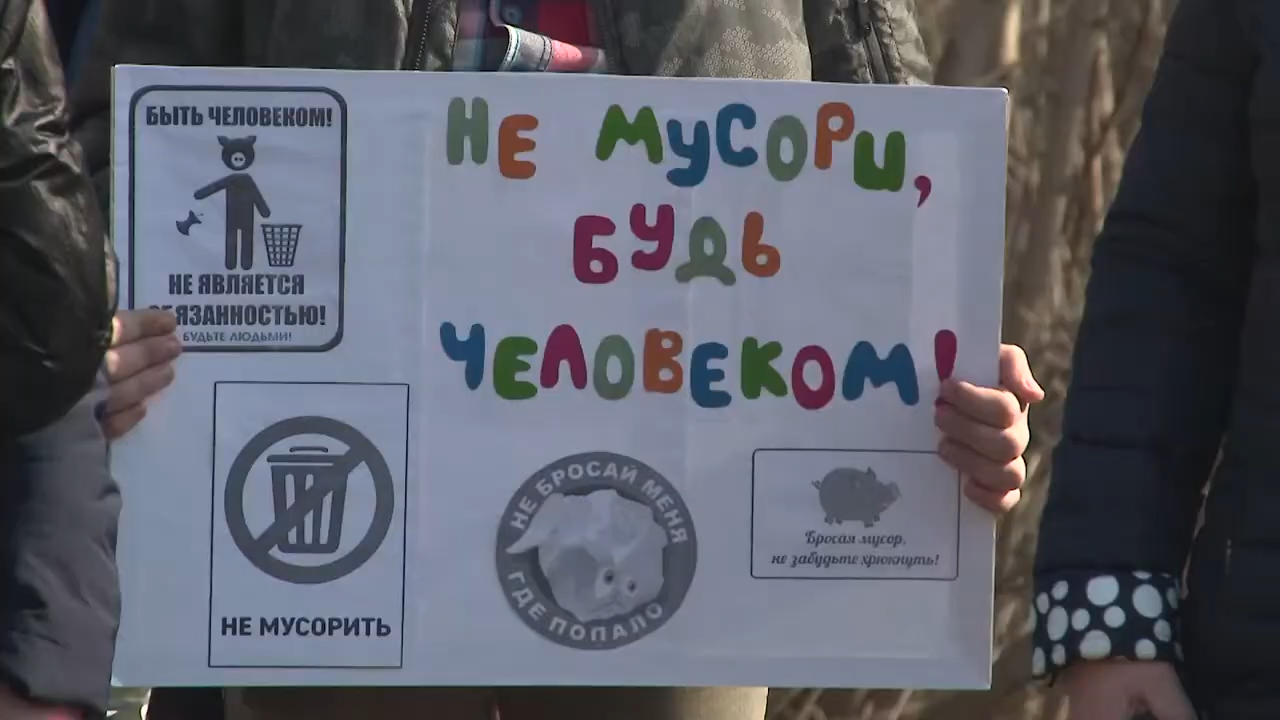 БЫТЬ ЧЕЛОВЕКОМ!
НЕ ЯВЛЯЕТСЯ
ОБЯЗАННОСТЬЮ!
БУДЬТЕ ЛЮДЬМИ!
НЕ МУСОРИ,
БУДЬ
ЧЕЛОВЕКОМ!
НЕ МУСОРИТЬ
НЕ БРОСАЙ МЕНЯ
ГДЕ ПОПАЛО
Бросая мусор,
не забудьте хрюкнуть!